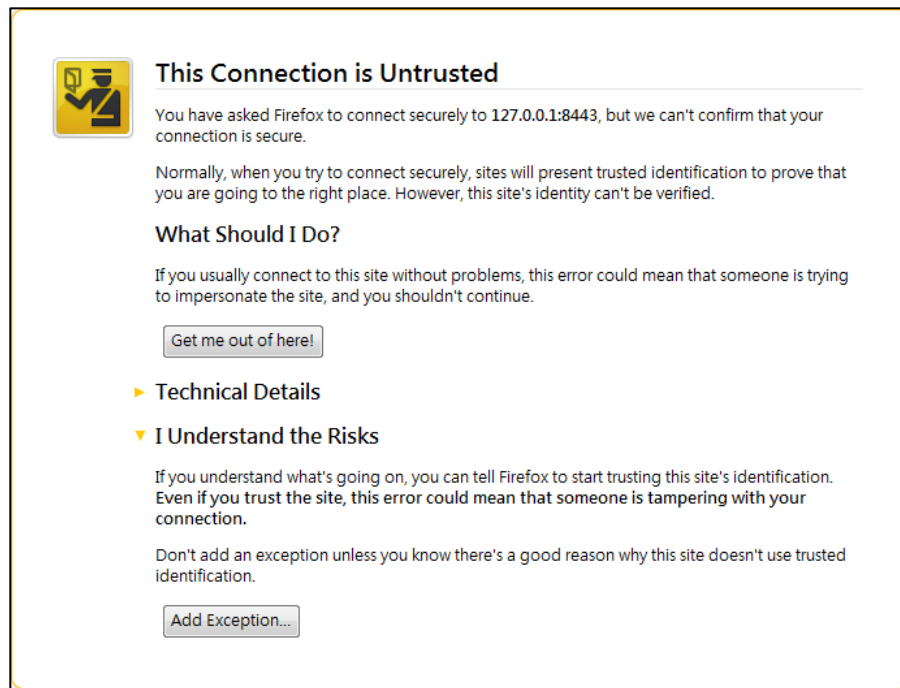 This Connection is Untrusted
You have asked Firefox to connect securely to 127.0.0.1:8443, but we can't confirm that your
connection is secure.
Normally, when you try to connect securely, sites will present trusted identification to prove that
you are going to the right place. However, this site's identity can't be verified.
What Should I Do?
If you usually connect to this site without problems, this error could mean that someone is trying
to impersonate the site, and you shouldn't continue.
Get me out of here!
Technical Details
I Understand the Risks
If you understand what's going on, you can tell Firefox to start trusting this site's identification.
Even if you trust the site, this error could mean that someone is tampering with your
connection.
Don't add an exception unless you know there's a good reason why this site doesn't use trusted
identification.
Add Exception...